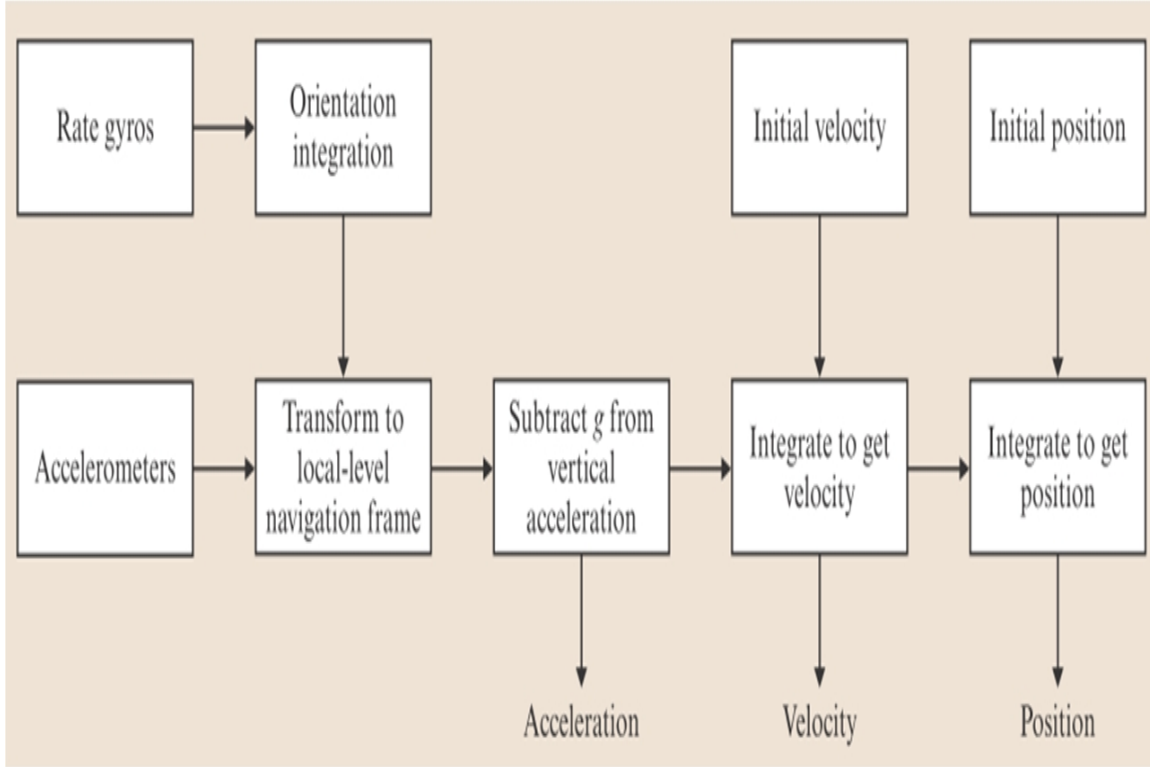 Rate gyros
Orientation
integration
Initial velocity
Initial position
Accelerometers
Transform to
local-level
navigation frame
Subtract g from
vertical
acceleration
Integrate to get
velocity
Integrate to get
position
Acceleration
Velocity
Position